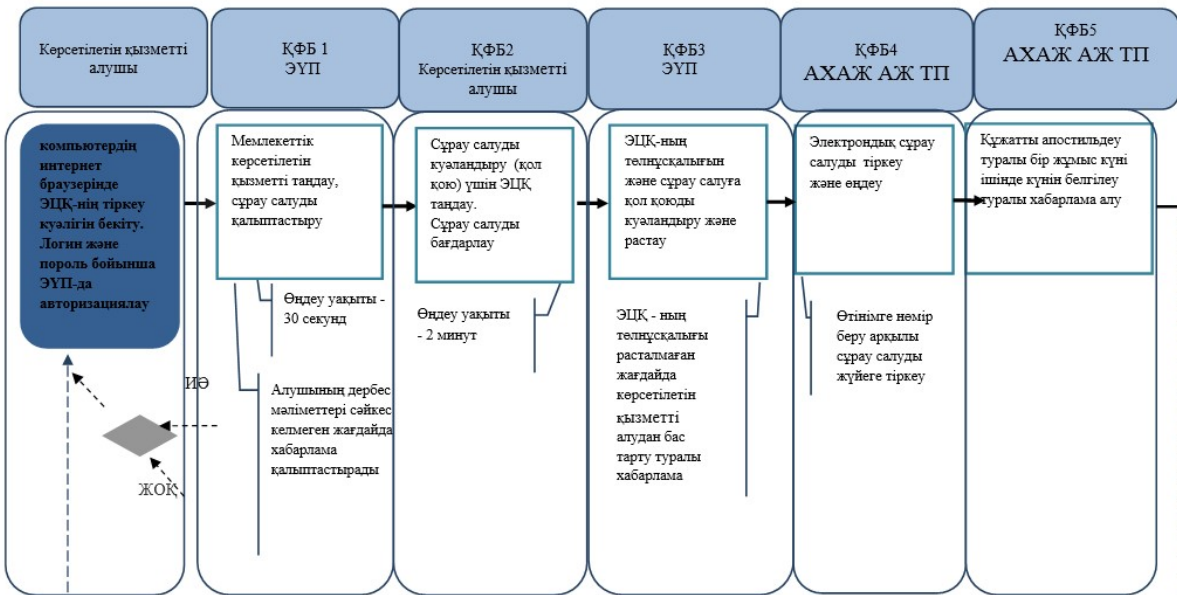 Көрсетілетін қызметті
алушы
ҚФБ 1
ЭҮП
ҚФБ2
Көрсетілетін қызметті
алушы
ҚФБ3
ЭҮП
ҚФБ4
АХАЖ АЖ ТП
ҚФБ5
АХАЖ АЖ ТП
компьютердің
интернет
браузерінде
ЭЦҚ-нің тіркеу
куәлігін бекіту.
Логин және
пороль бойынша
ЭҮП-да
авторизациялау
Мемлекеттік
көрсетілетін
қызметті таңдау,
сұрау салуды
қалыптастыру
Сұрау салуды
куәландыру (қол
қою) үшін ЭЦҚ
таңдау.
Сұрау салуды
бағдарлау
ЭЦҚ-ның
төлнұсқалығын
және сұрау салуға
қол қоюды
куәландыру және
растау
Электрондық сұрау
салуды тіркеу
және өңдеу
Құжатты апостильдеу
туралы бір жұмыс күні
ішінде күнін белгілеу
туралы хабарлама алу
Өңдеу уақыты -
30 секунд
Өңдеу уақыты
- 2 минут
ЭЦҚ - ның
төлнұсқалығы
расталмаған
жағдайда
көрсетілетін
қызметті
алудан бас
тарту туралы
хабарлама
Өтінімге нөмір
беру арқылы
сұрау салуды
жүйеге тіркеу
ИӘ
Алушының дербес
мәліметтері сәйкес
келмеген жағдайда
хабарлама
қалыптастырады
ЖОҚ